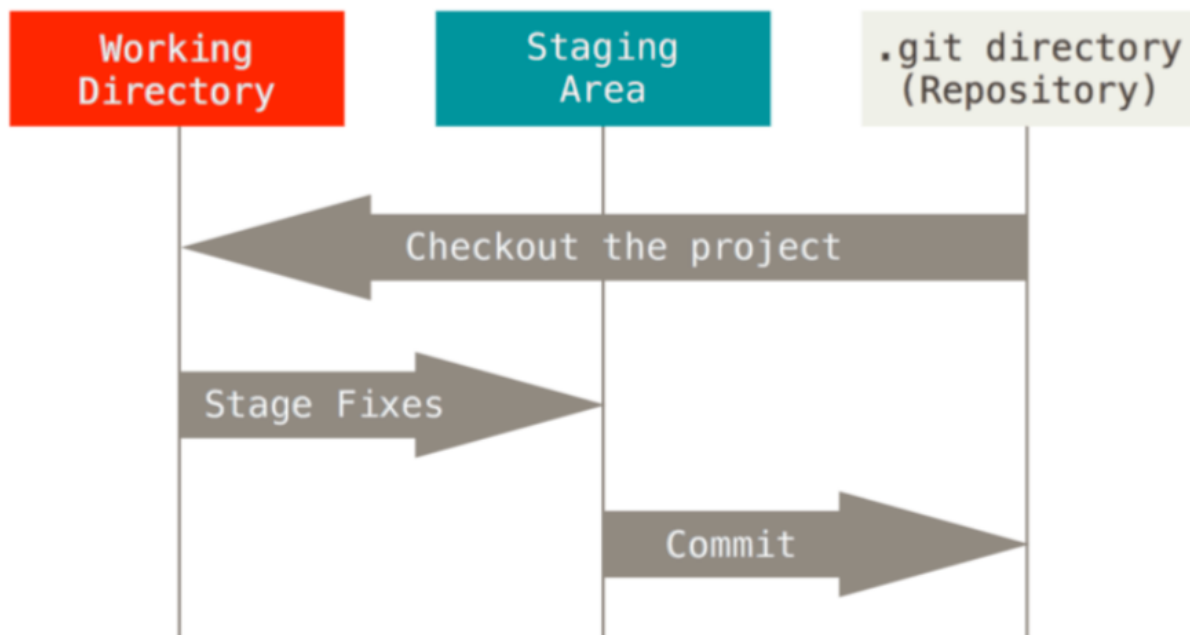 Working
Directory
Staging
Area
.git directory
(Repository)
Checkout the project
Stage Fixes
Commit